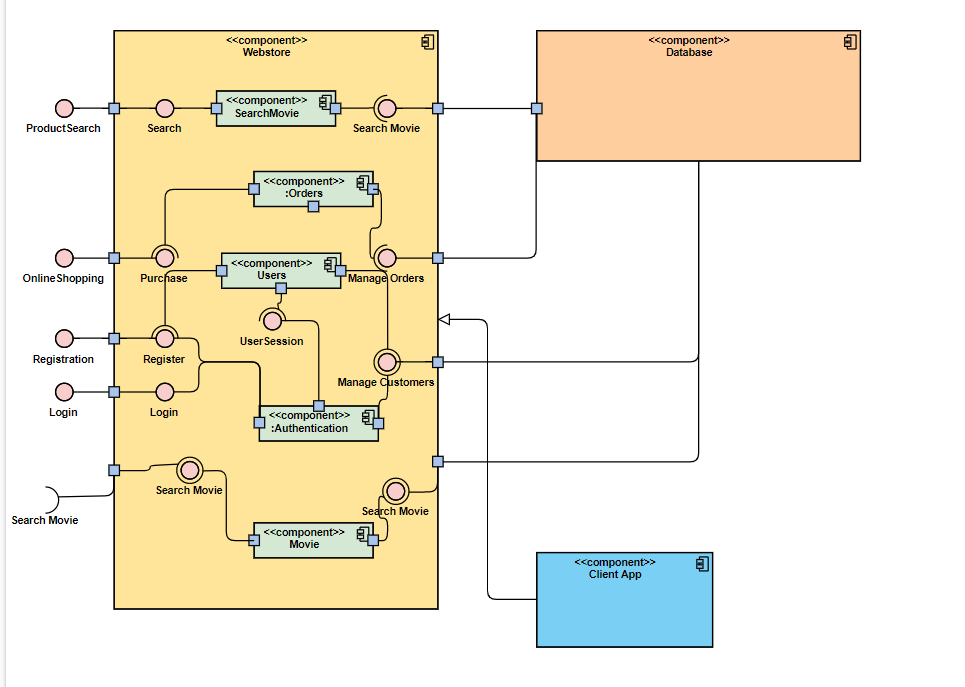 <<component>>
Webstore
<<component>>
Database
<<component>>
SearchMovie
ProductSearch
Search
Search Movie
<<component>>
:Orders
<<component>>
Users
OnlineShopping
Purchase
Manage Orders
UserSession
Registration
Register
Manage Customers
Login
Login
<<component>>
:Authentication
Search Movie
Search Movie
Search Movie
<<component>>
Movie
<<component>>
Client App